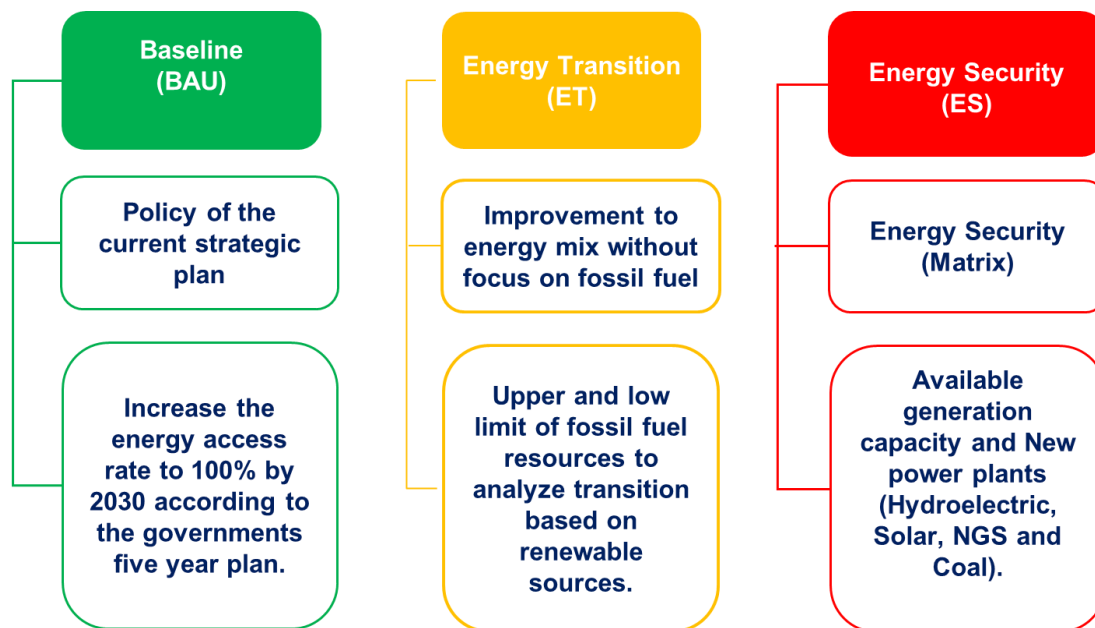 Baseline
(BAU)
Policy of the
current strategic
plan
Increase the
energy access
rate to 100% by
2030 according to
the governments
five year plan.
Energy Transition
(ET)
Improvement to
energy mix without
focus on fossil fuel
Upper and low
limit of fossil fuel
resources to
analyze transition
based on
renewable
sources.
Energy Security
(ES)
Energy Security
(Matrix)
Available
generation
capacity and New
power plants
(Hydroelectric,
Solar, NGS and
Coal).